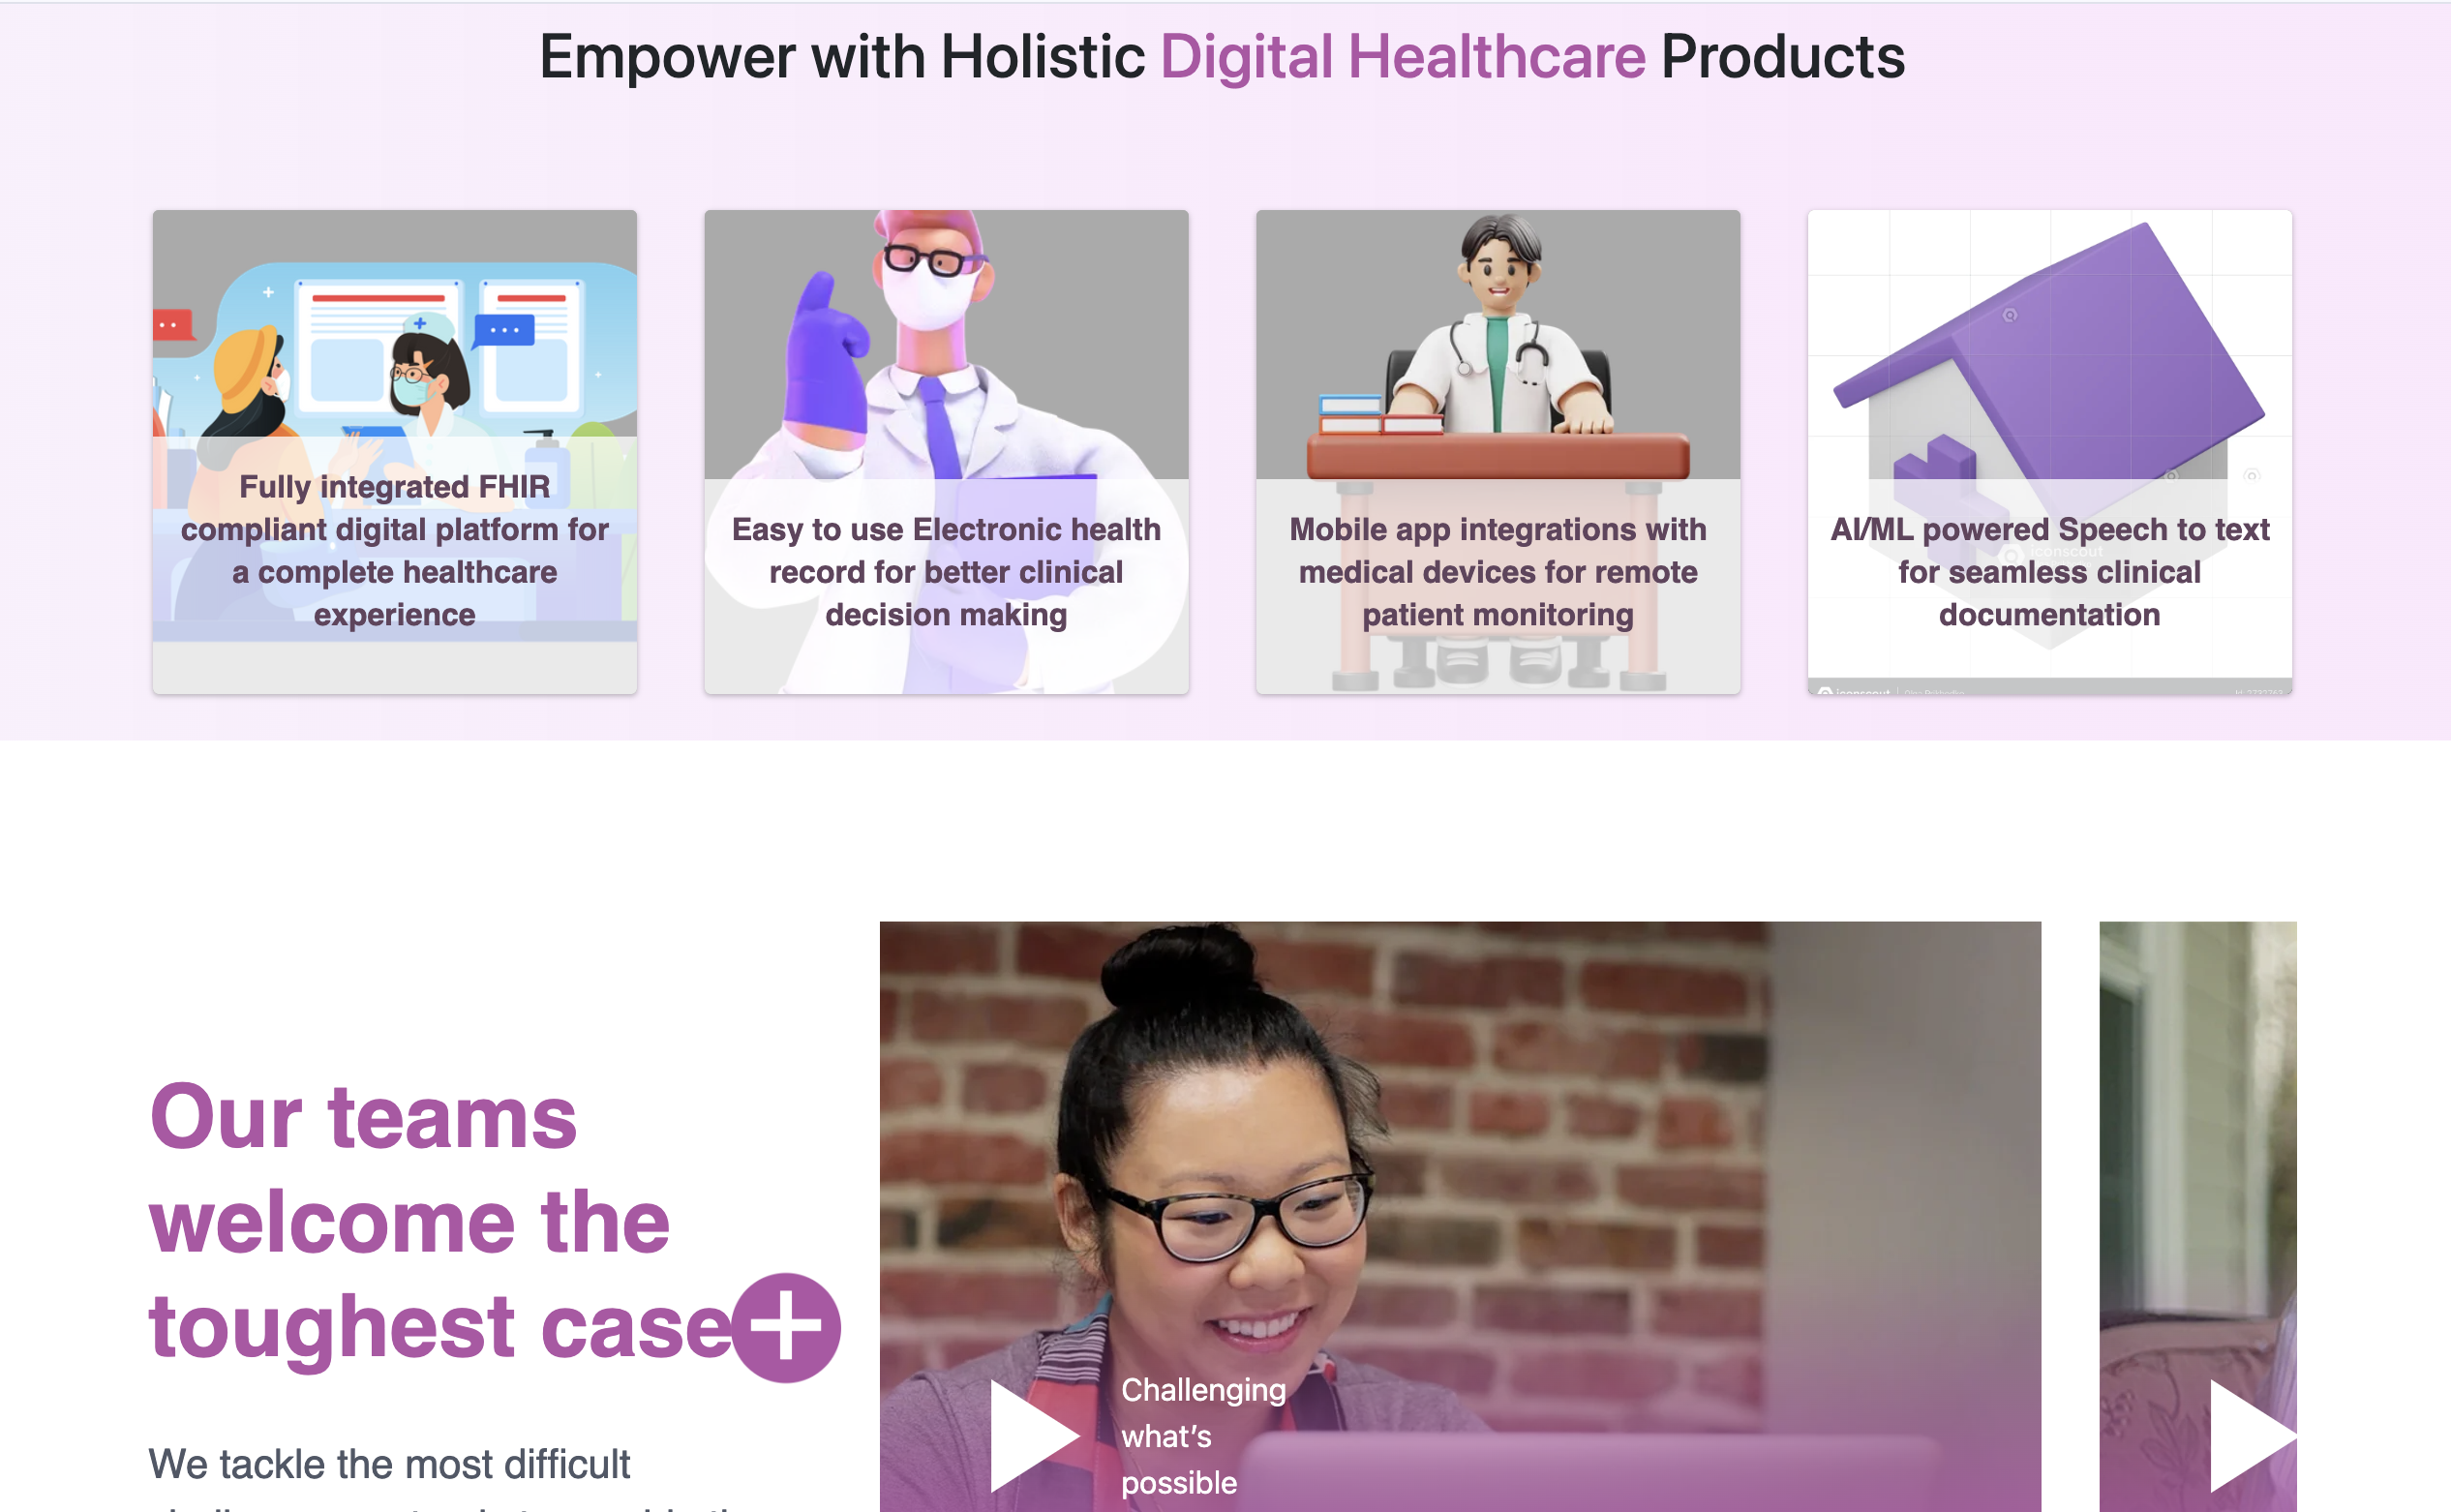 Empower with Holistic Digital Healthcare Products
Fully integrated FHIR
compliant digital platform for
a complete healthcare
experience
Easy to use Electronic health
record for better clinical
decision making
Mobile app integrations with
medical devices for remote
patient monitoring
AI/ML powered Speech to text
for seamless clinical
documentation
iconscout
iconscout
Our teams
welcome the
toughest case
We tackle the most difficult
Challenging
what's
possible